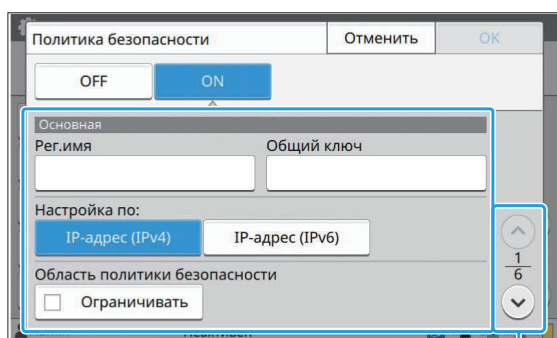 Политика безопасности Отменить OK
OFF ON
Основная
Рег.имя Общий ключ
Настройка по:
IP-адрес (IPv4) IP-адрес (IPv6)
1
6
Область политики безопасности
Ограничивать